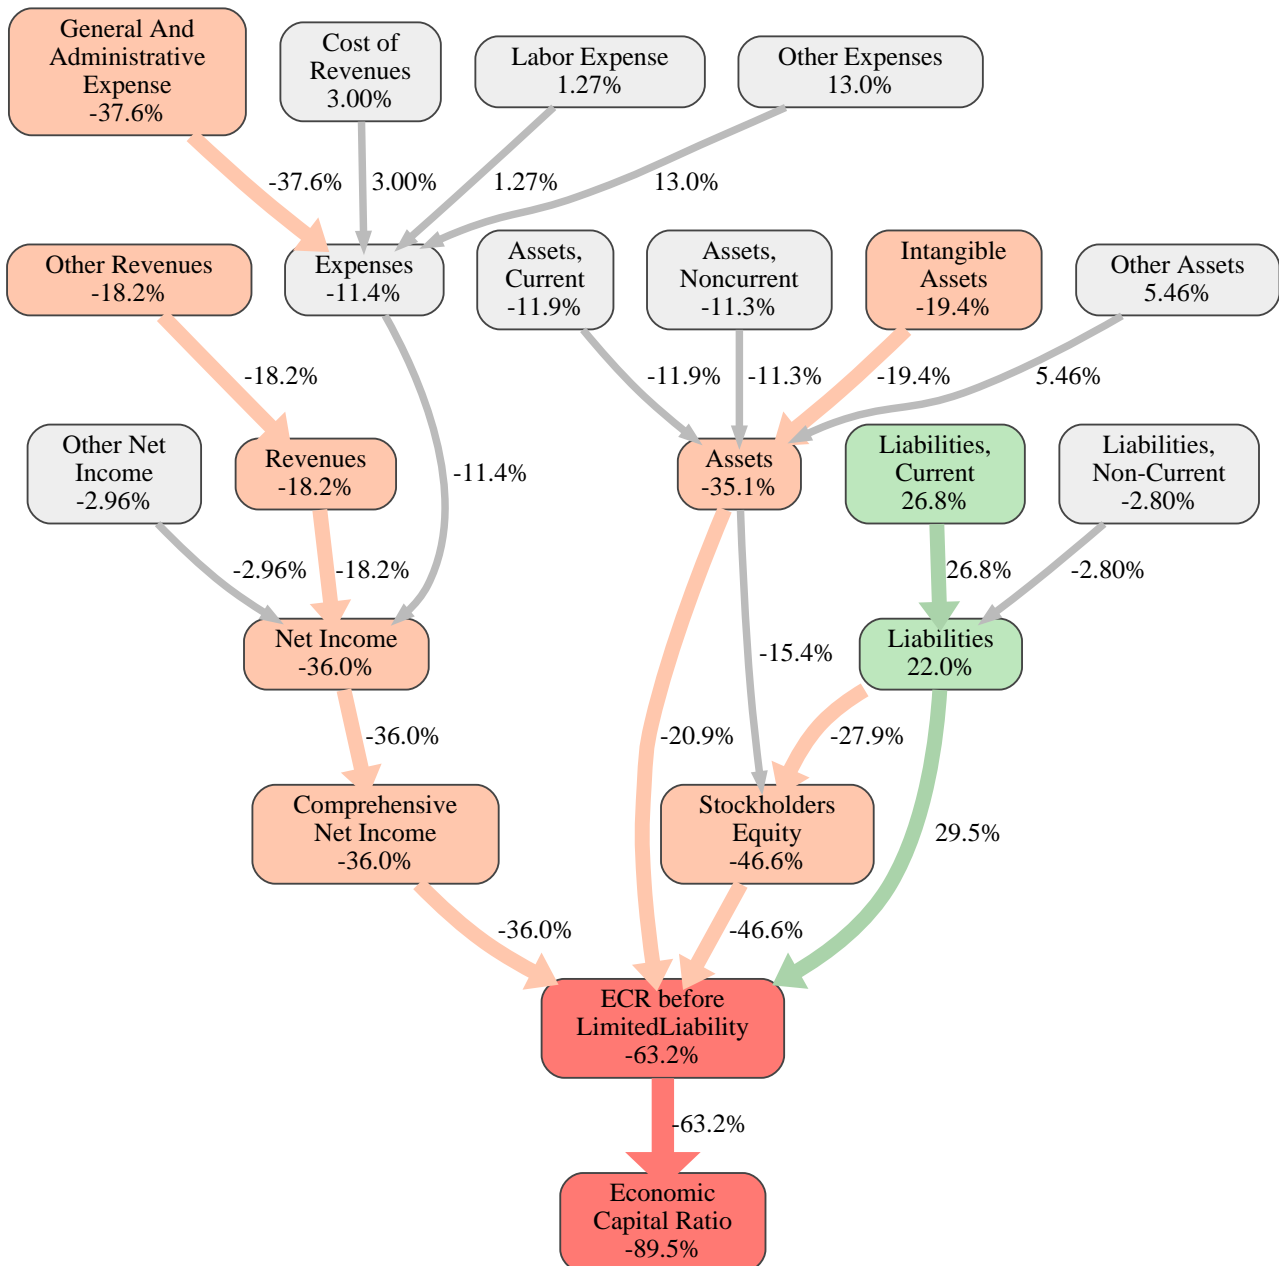 General And
Administrative
Expense
-37.6%
Cost of
Revenues
3.00%
Labor Expense
1.27%
Other Expenses
13.0%
-37.6%
3.00%
1.27%
13.0%
Other Revenues
-18.2%
Expenses
-11.4%
Assets,
Current
-11.9%
Assets,
Noncurrent
-11.3%
Intangible
Assets
-19.4%
Other Assets
5.46%
-18.2%
-11.9%
-11.3%
-19.4%
5.46%
Other Net
Income
-2.96%
Revenues
-18.2%
-11.4%
Assets
-35.1%
Liabilities,
Current
26.8%
Liabilities,
Non-Current
-2.80%
-2.96%
-18.2%
26.8%
-2.80%
Net Income
-36.0%
-15.4%
Liabilities
22.0%
-36.0%
-20.9%
-27.9%
Comprehensive
Net Income
-36.0%
Stockholders
Equity
-46.6%
29.5%
-36.0%
-46.6%
ECR before
LimitedLiability
-63.2%
-63.2%
Economic
Capital Ratio
-89.5%